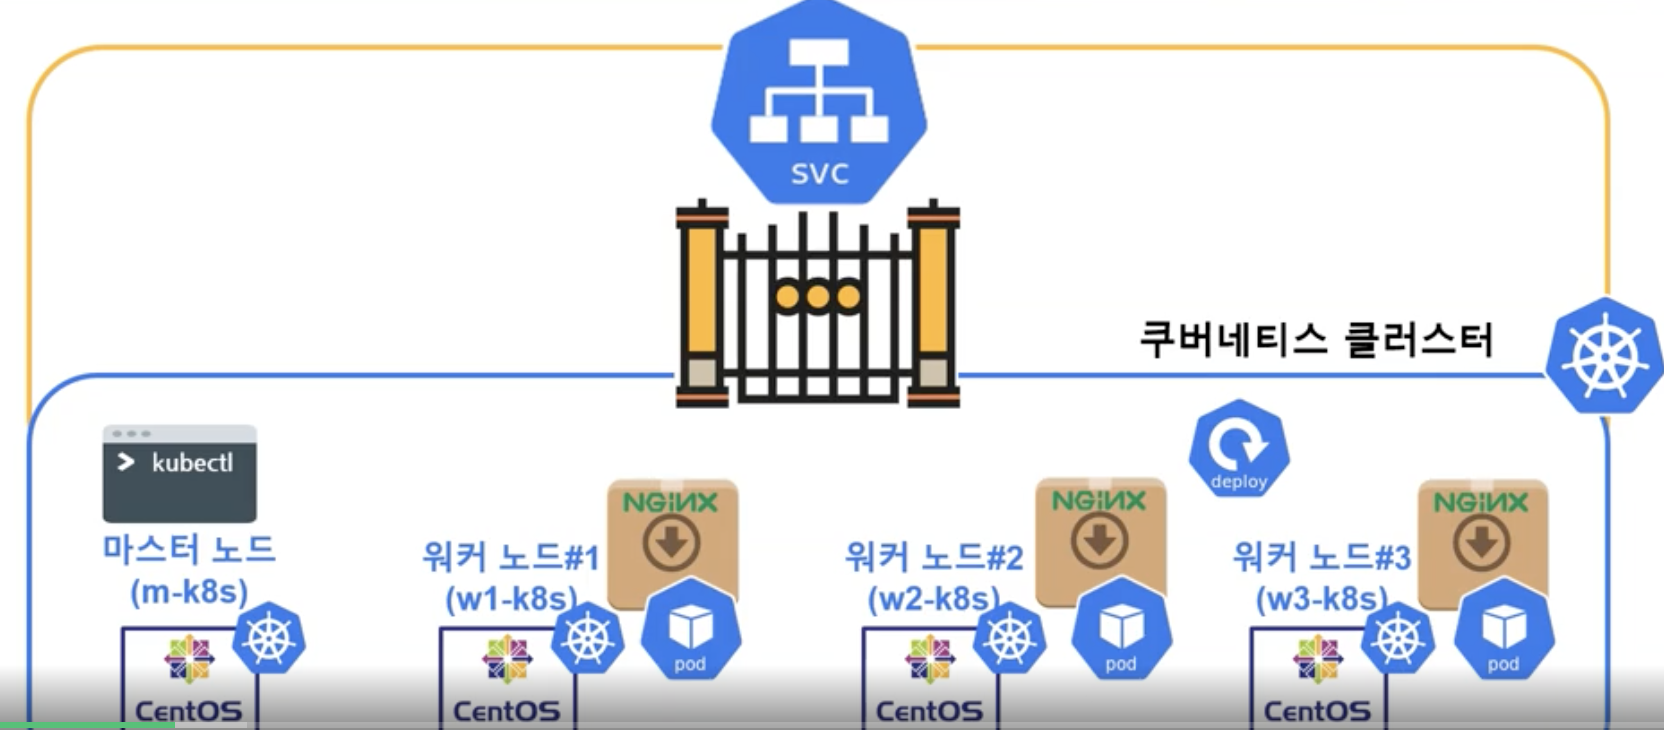 svc
쿠버네티스 클러스터
deploy
> kubectl
마스터 노드
(m-k8s)
CentOS
워커 노드#1
(w1-k8s)
NGiNX
pod
CentOS
워커 노드#2
(w2-k8s)
NGiNX
pod
CentOS
워커 노드#3
(w3-k8s)
NGiNX
pod
CentOS